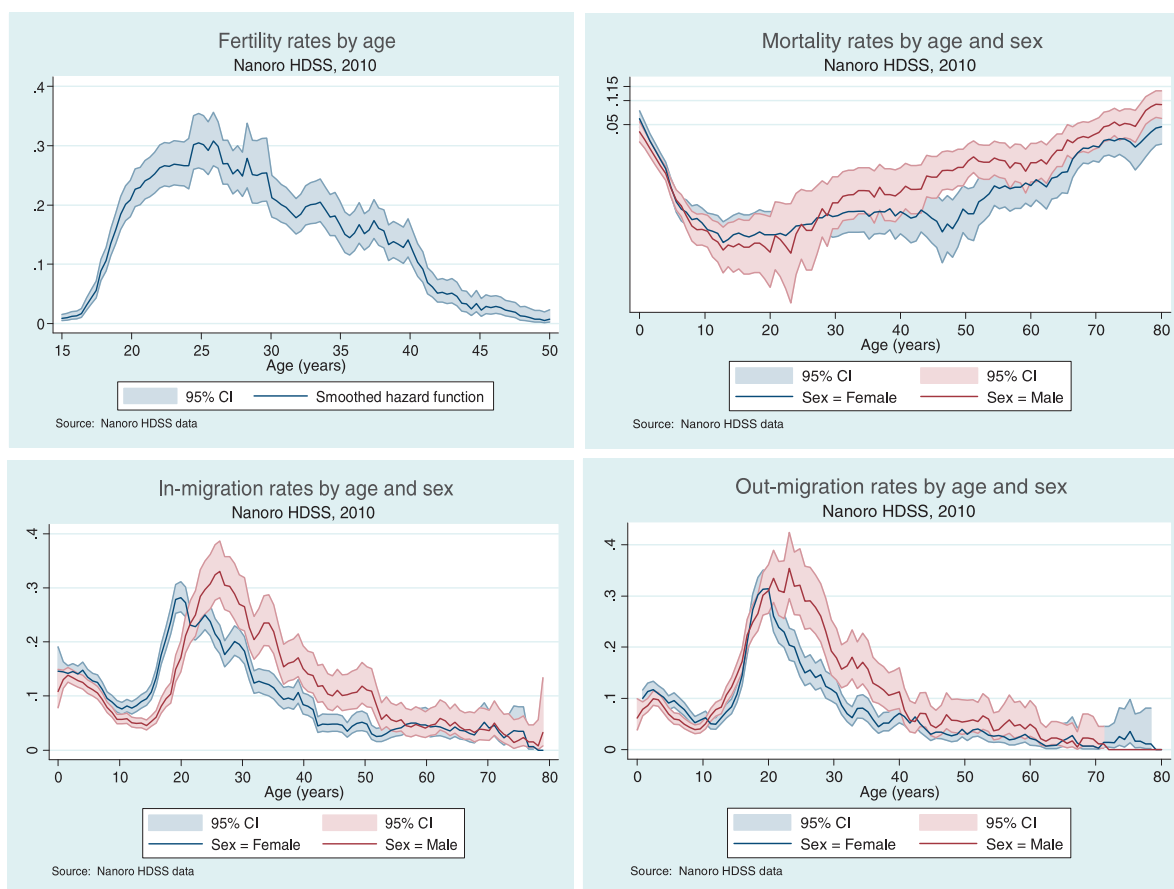 Fertility rates by age
Nanoro HDSS, 2010
.4
.3
.2
.1
0
15 20 25 30 35 40 45 50
Age (years)
95% CI Smoothed hazard function
Source: Nanoro HDSS data
Mortality rates by age and sex
Nanoro HDSS, 2010
.15
.1
.05
0 10 20 30 40 50 60 70 80
Age (years)
95% CI 95% CI
Sex = Female Sex = Male
Source: Nanoro HDSS data
In-migration rates by age and sex
Nanoro HDSS, 2010
.4
.3
.2
.1
0
0 10 20 30 40 50 60 70 80
Age (years)
95% CI 95% CI
Sex = Female Sex = Male
Source: Nanoro HDSS data
Out-migration rates by age and sex
Nanoro HDSS, 2010
.4
.3
.2
.1
0
0 10 20 30 40 50 60 70 80
Age (years)
95% CI 95% CI
Sex = Female Sex = Male
Source: Nanoro HDSS data